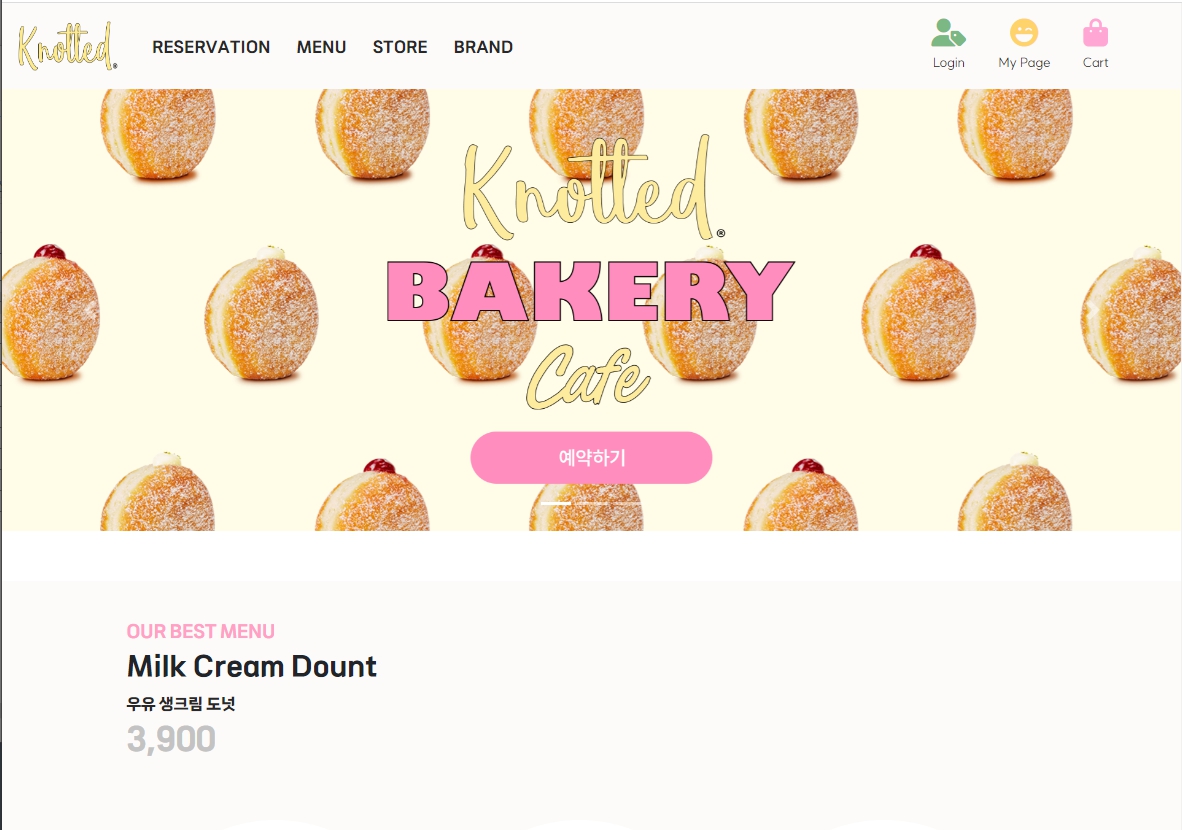 Knotted®
RESERVATION MENU STORE BRAND
Login My Page Cart
Knotted®
BAKERY
Cafe
예약하기
OUR BEST MENU
Milk Cream Dount
우유 생크림 도넛
3,900